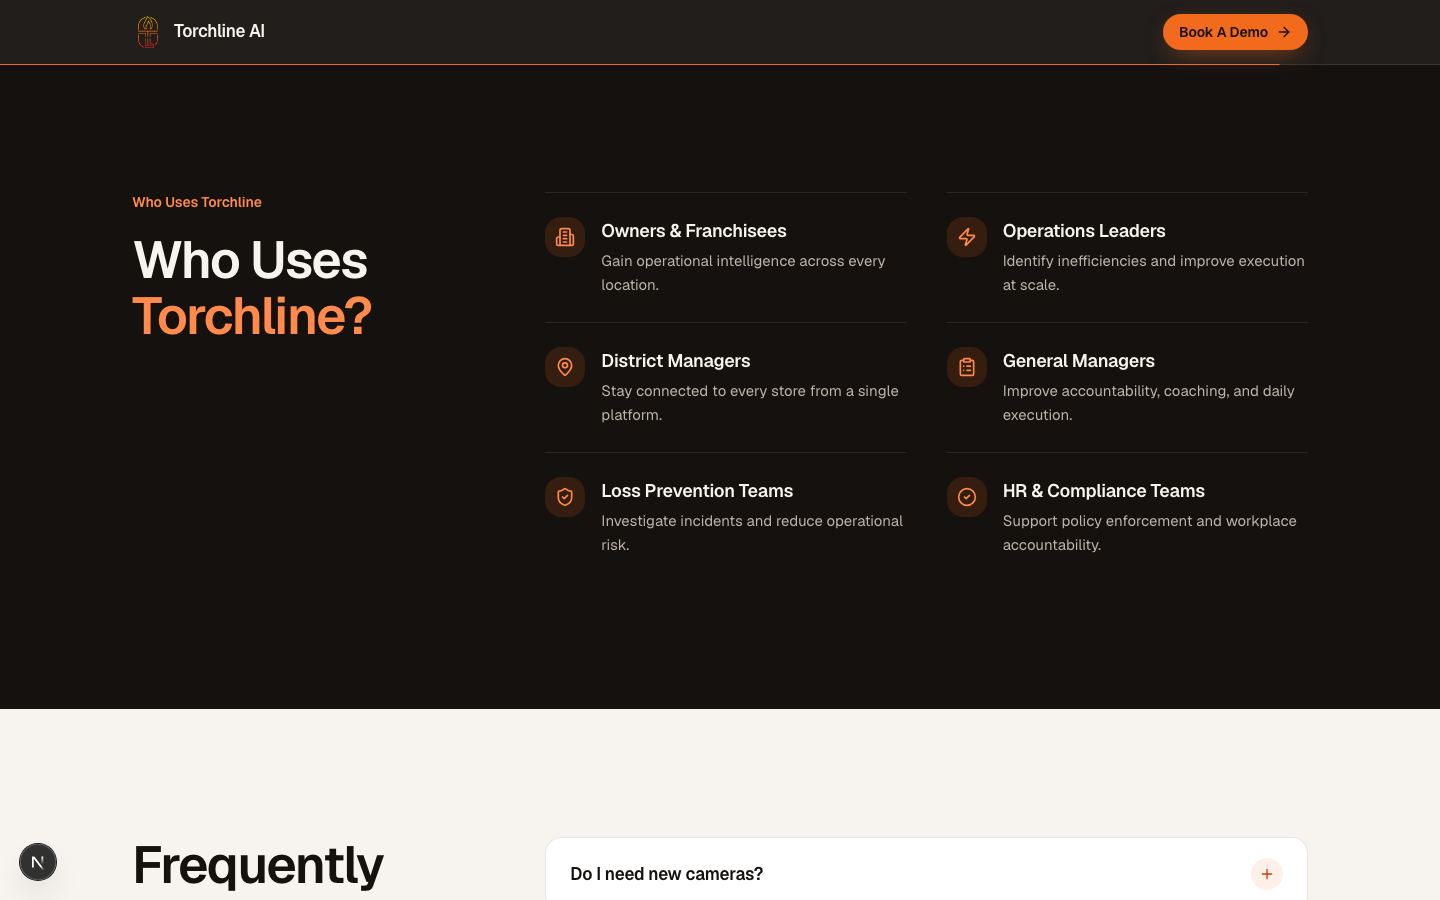 Torchline AI
Book A Demo
Who Uses Torchline
Who Uses
Torchline?
Owners & Franchisees
Gain operational intelligence across every
location.
Operations Leaders
Identify inefficiencies and improve execution
at scale.
District Managers
Stay connected to every store from a single
platform.
General Managers
Improve accountability, coaching, and daily
execution.
Loss Prevention Teams
Investigate incidents and reduce operational
risk.
HR & Compliance Teams
Support policy enforcement and workplace
accountability.
Frequently
Do I need new cameras?
N